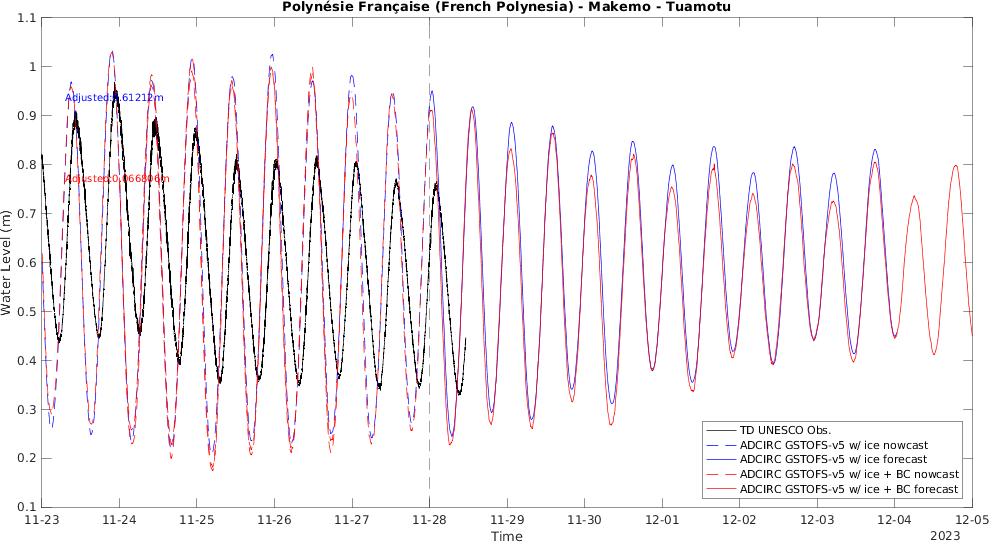 Polynésie Française (French Polynesia) - Makemo - Tuamotu
Water Level (m)
1.1
1
0.9
0.8
0.7
0.6
0.5
0.4
0.3
0.2
0.1
Adjusted:0.066806m
TD UNESCO Obs.
ADCIRC GSTOFS-v5 w/ ice nowcast
ADCIRC GSTOFS-v5 w/ ice forecast
ADCIRC GSTOFS-v5 w/ ice + BC nowcast
ADCIRC GSTOFS-v5 w/ ice + BC forecast
11-23
11-24
11-25
11-26
11-27
11-28
11-29
11-30
12-01
12-02
12-03
12-04
12-05
Time
2023